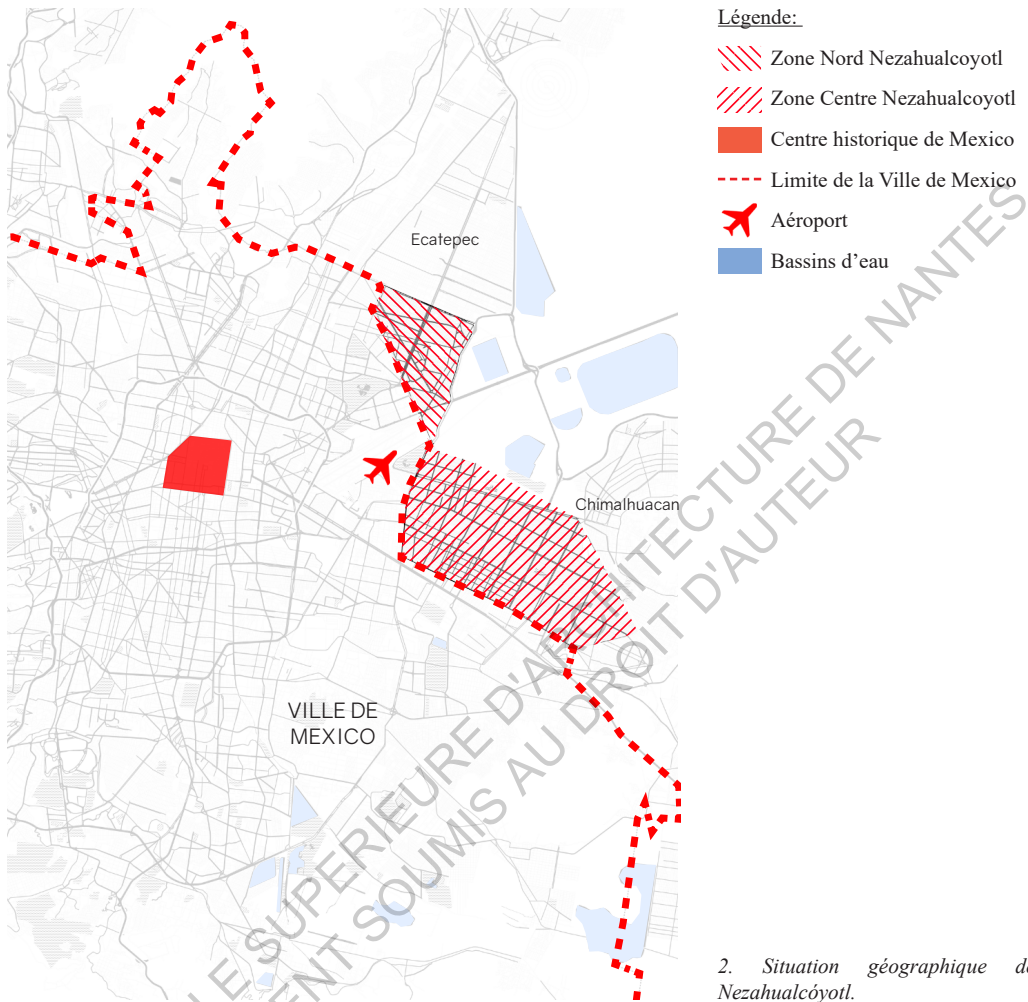 Légende:
Zone Nord Nezahualcoyotl
Zone Centre Nezahualcoyotl
Centre historique de Mexico
Limite de la Ville de Mexico
Aéroport
Bassins d'eau
Ecatepec
Chimalhuacan
VILLE DE
MEXICO
LE SUPERIEURE D'ARCHITECTURE DE NANTES
ENT SOUMIS AU DROIT D'AUTEUR
2. Situation géographique de
Nezahualcóyotl.